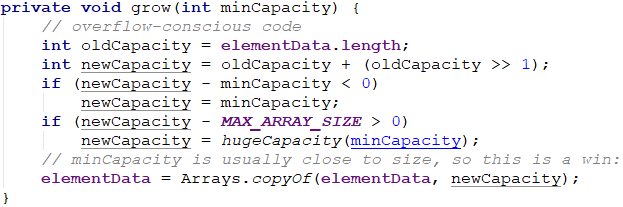 private void grow(int minCapacity) {
    // overflow-conscious code
    int oldCapacity = elementData.length;
    int newCapacity = oldCapacity + (oldCapacity >> 1);
    if (newCapacity - minCapacity < 0)
        newCapacity = minCapacity;
    if (newCapacity - MAX_ARRAY_SIZE > 0)
        newCapacity = hugeCapacity(minCapacity);
    // minCapacity is usually close to size, so this is a win:
    elementData = Arrays.copyOf(elementData, newCapacity);
}